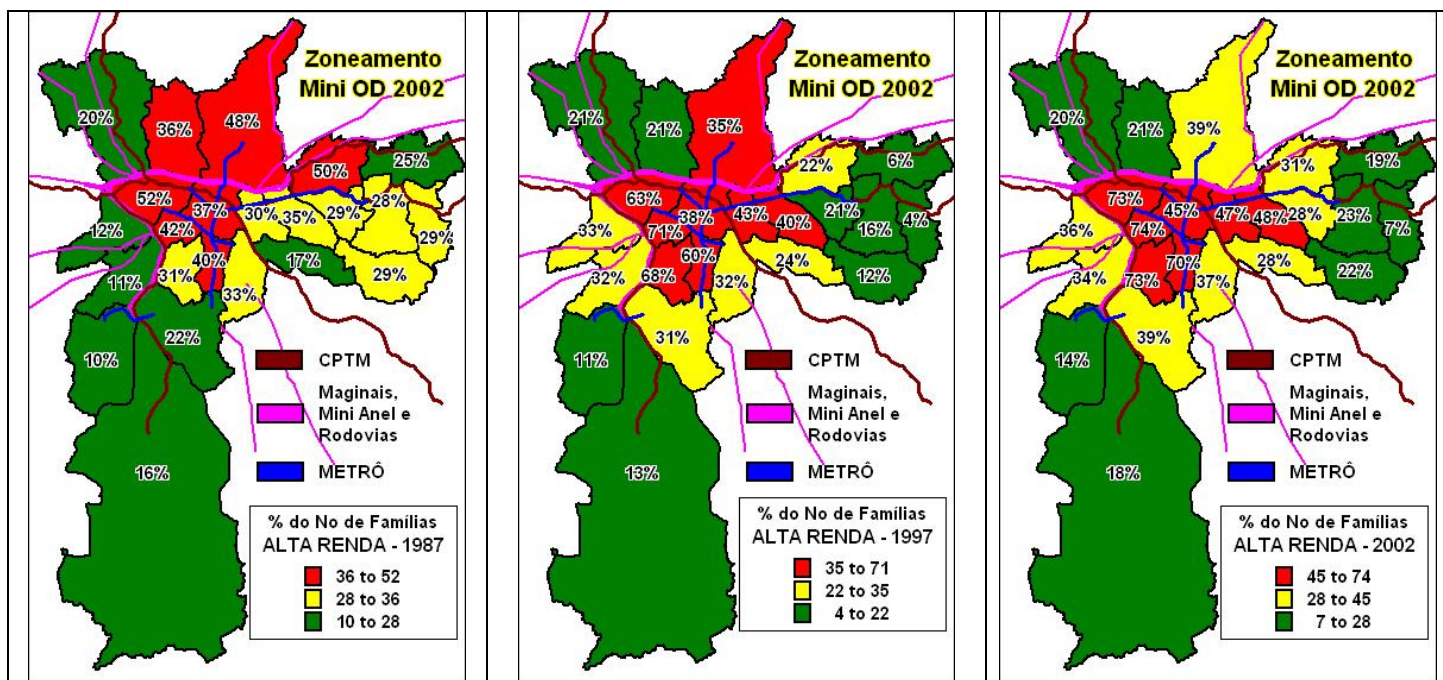 Zoneamento
Mini OD 2002
20%
36%
48%
50%
25%
52%
37%
30%
35%
29%
28%
42%
12%
29%
40%
17%
31%
29%
11%
33%
22%
10%
16%
CPTM
Maginais,
Mini Anel e
Rodovias
METRÔ
% do No de Famílias
ALTA RENDA - 1987
36 to 52
28 to 36
10 to 28
Zoneamento
Mini OD 2002
21%
21%
35%
22%
6%
63%
38%
43%
40%
21%
4%
71%
16%
33%
60%
24%
32%
68%
32%
12%
31%
11%
13%
CPTM
Maginais,
Mini Anel e
Rodovias
METRÔ
% do No de Famílias
ALTA RENDA - 1997
35 to 71
22 to 35
4 to 22
Zoneamento
Mini OD 2002
20%
21%
39%
31%
19%
73%
45%
47%
48%
28%
23%
7%
74%
36%
70%
28%
22%
34%
73%
37%
39%
14%
18%
CPTM
Maginais,
Mini Anel e
Rodovias
METRÔ
% do No de Famílias
ALTA RENDA - 2002
45 to 74
28 to 45
7 to 28